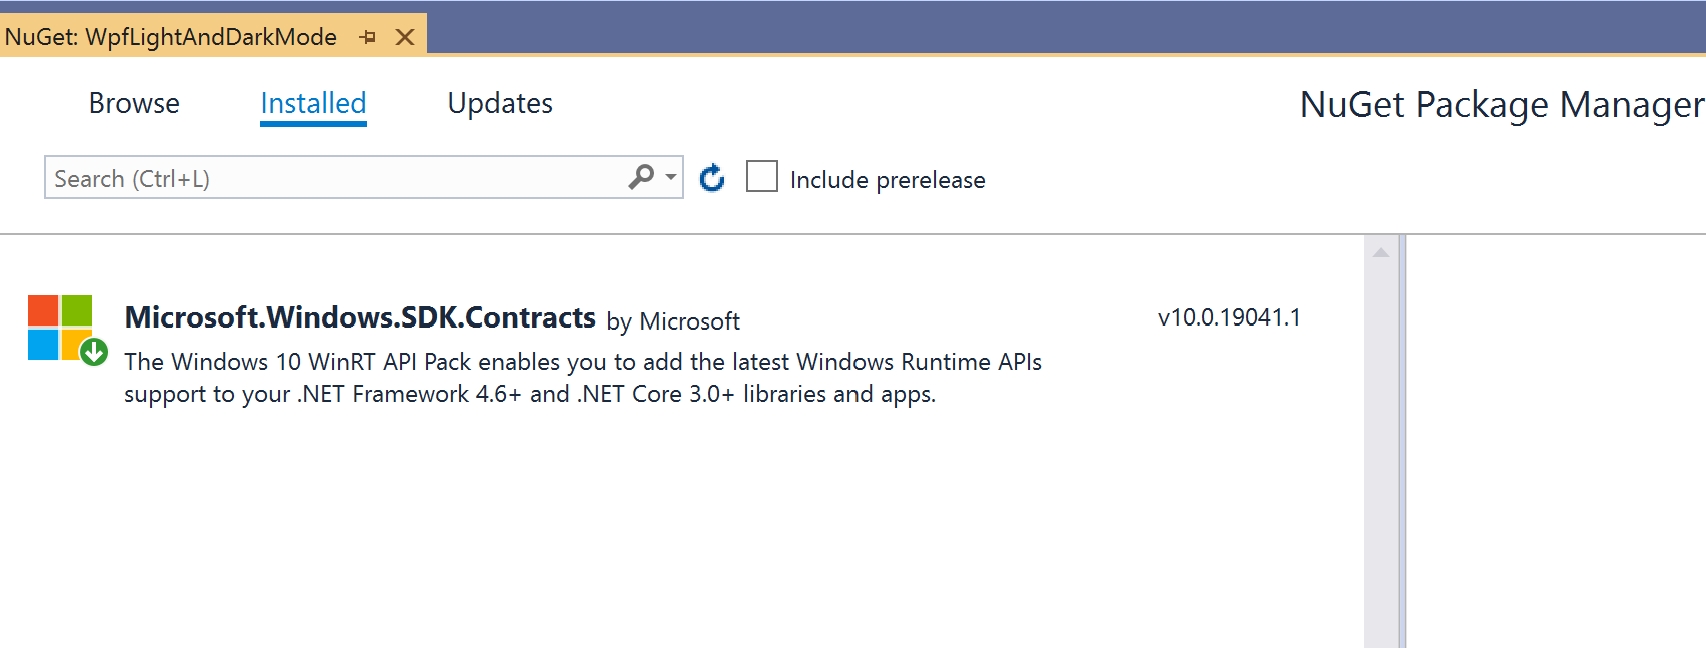 NuGet: WpfLightAndDarkMode
Browse Installed Updates
NuGet Package Manager
Search (Ctrl+L)
Include prerelease
Microsoft.Windows.SDK.Contracts by Microsoft
v10.0.19041.1
The Windows 10 WinRT API Pack enables you to add the latest Windows Runtime APIs
support to your .NET Framework 4.6+ and .NET Core 3.0+ libraries and apps.